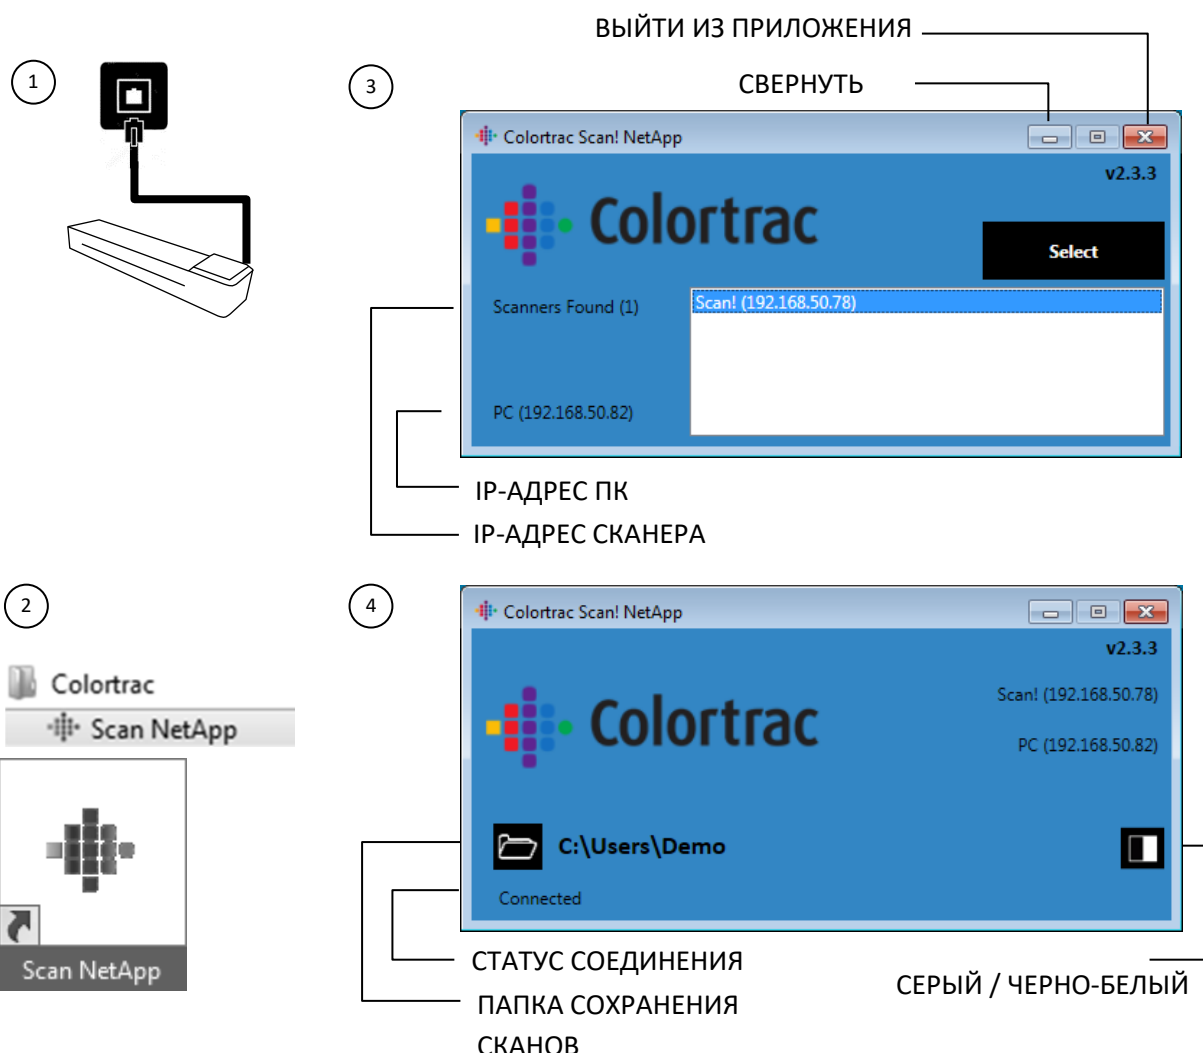 ВЫЙТИ ИЗ ПРИЛОЖЕНИЯ
1
3
СВЕРНУТЬ
Colortrac Scan! NetApp
v2.3.3
Colortrac
Select
Scanners Found (1)
Scan! (192.168.50.78)
PC (192.168.50.82)
IP-АДРЕС ПК
IP-АДРЕС СКАНЕРА
2
Colortrac
Scan NetApp
Scan NetApp
4
Colortrac Scan! NetApp
v2.3.3
Scan! (192.168.50.78)
Colortrac
PC (192.168.50.82)
C:\Users\Demo
Connected
СТАТУС СОЕДИНЕНИЯ
СЕРЫЙ / ЧЕРНО-БЕЛЫЙ
ПАПКА СОХРАНЕНИЯ
СКАНОВ